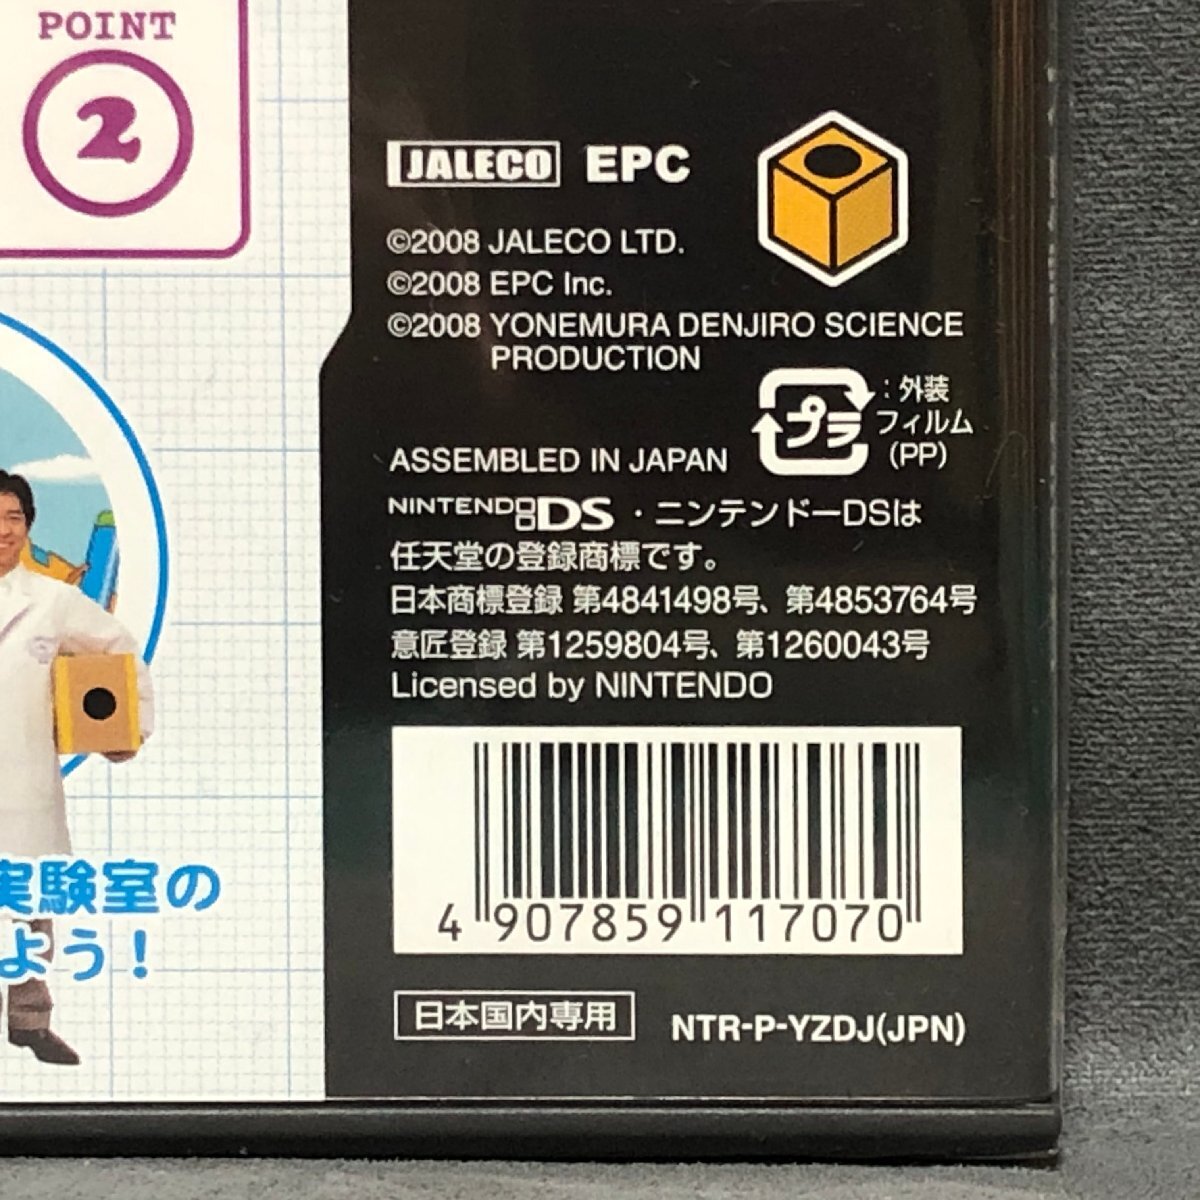 POINT
2
JALECO EPC
©2008 JALECO LTD.
©2008 EPC Inc.
©2008 YONEMURA DENJIRO SCIENCE
PRODUCTION
プラ
：外装
フィルム
(PP)
ASSEMBLED IN JAPAN
NINTENDO DS・ニンテンドーDSは
任天堂の登録商標です。
日本商標登録 第4841498号、第4853764号
意匠登録 第1259804号、第1260043号
Licensed by NINTENDO
4 907859 117070
実験室の
よう！
日本国内専用
NTR-P-YZDJ(JPN)